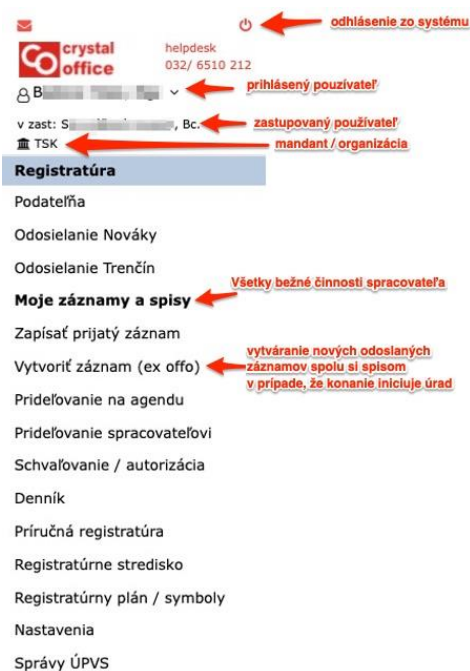 odhlásenie zo systému
crystal
office
helpdesk
032/ 6510 212
B
prihlásený pouzívateľ
v zast: S , Bc.
zastupovaný používateľ
TSK
mandant / organizácia
Registratúra
Podateľňa
Odosielanie Nováky
Odosielanie Trenčín
Všetky bežné činnosti spracovateľa
Moje záznamy a spisy
Zapísať prijatý záznam
Vytvoriť záznam (ex offo)
vytváranie nových odoslaných
záznamov spolu si spisom
v prípade, že konanie iniciuje úrad
Prideľovanie na agendu
Prideľovanie spracovateľovi
Schvaľovanie / autorizácia
Denník
Príručná registratúra
Registratúrne stredisko
Registratúrny plán / symboly
Nastavenia
Správy ÚPVS